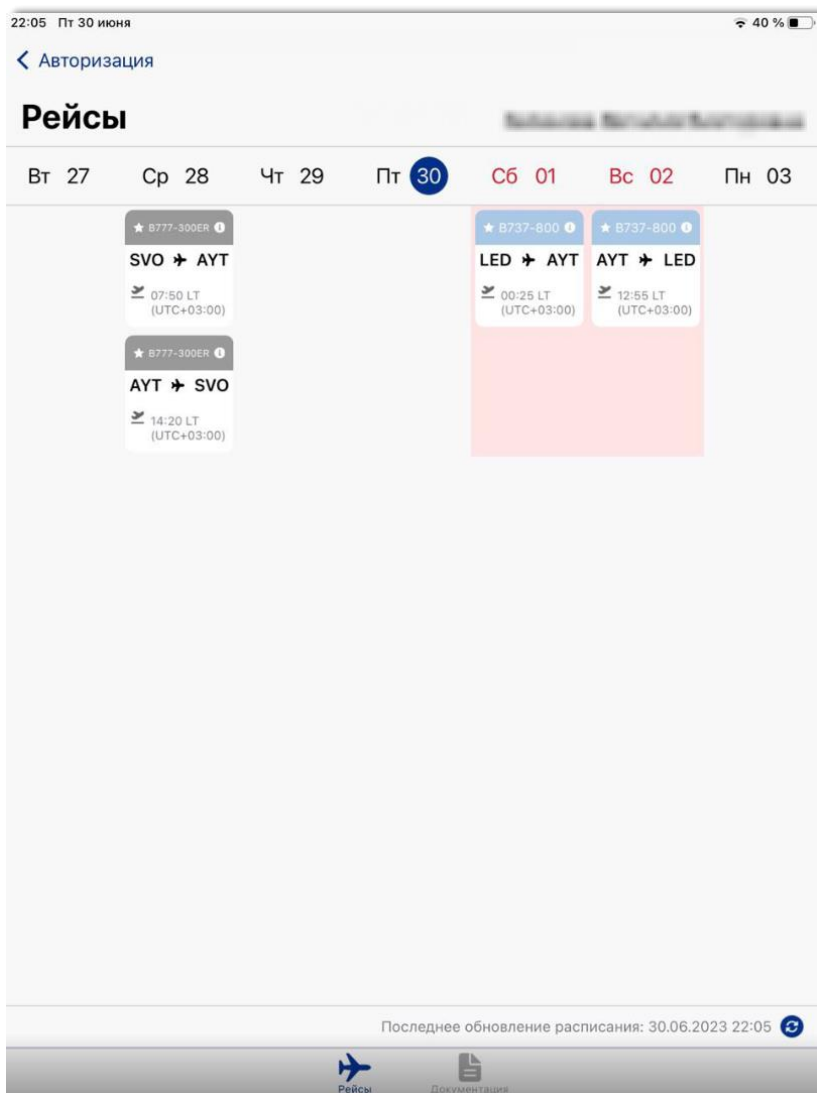 22:05 Пт 30 июня 40 %
Авторизация
Рейсы
Вт 27 Ср 28 Чт 29 Пт 30 Сб 01 Вс 02 Пн 03
B777-300ER
SVO AYT
07:50 LT
(UTC+03:00)
B777-300ER
AYT SVO
14:20 LT
(UTC+03:00)
B737-800
LED AYT
00:25 LT
(UTC+03:00)
B737-800
AYT LED
12:55 LT
(UTC+03:00)
Последнее обновление расписания: 30.06.2023 22:05
Рейсы Документация